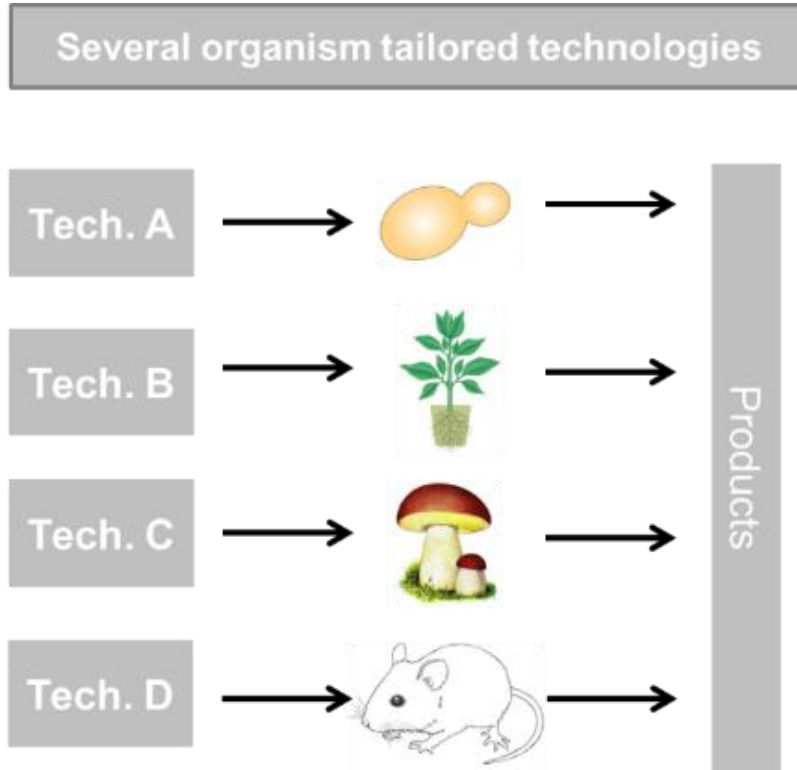 Several organism tailored technologies
Tech. A
Tech. B
Tech. C
Tech. D
Products